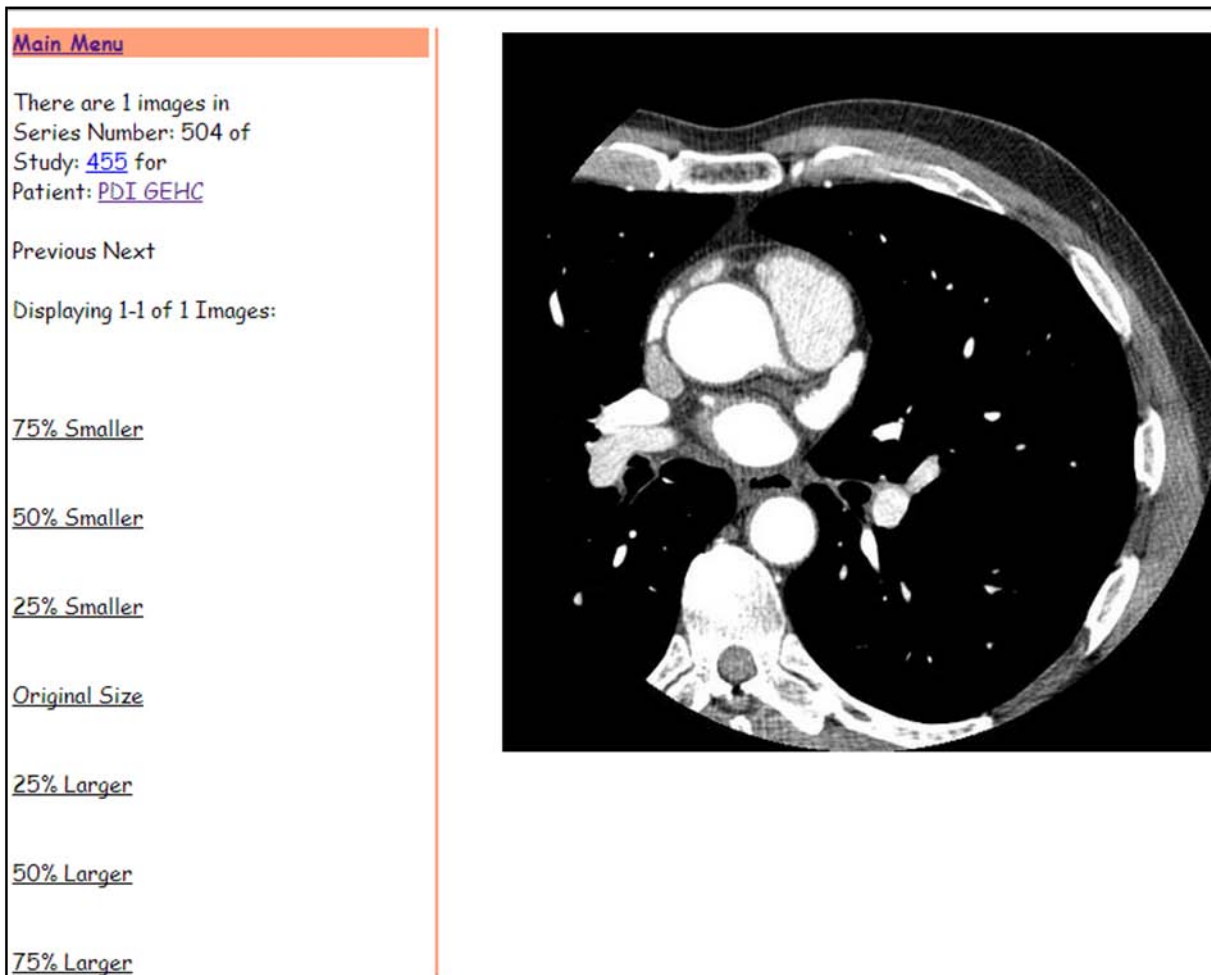 Main Menu
There are 1 images in
Series Number: 504 of
Study: 455 for
Patient: PDI GEHC
Previous Next
Displaying 1-1 of 1 Images:
75% Smaller
50% Smaller
25% Smaller
Original Size
25% Larger
50% Larger
75% Larger